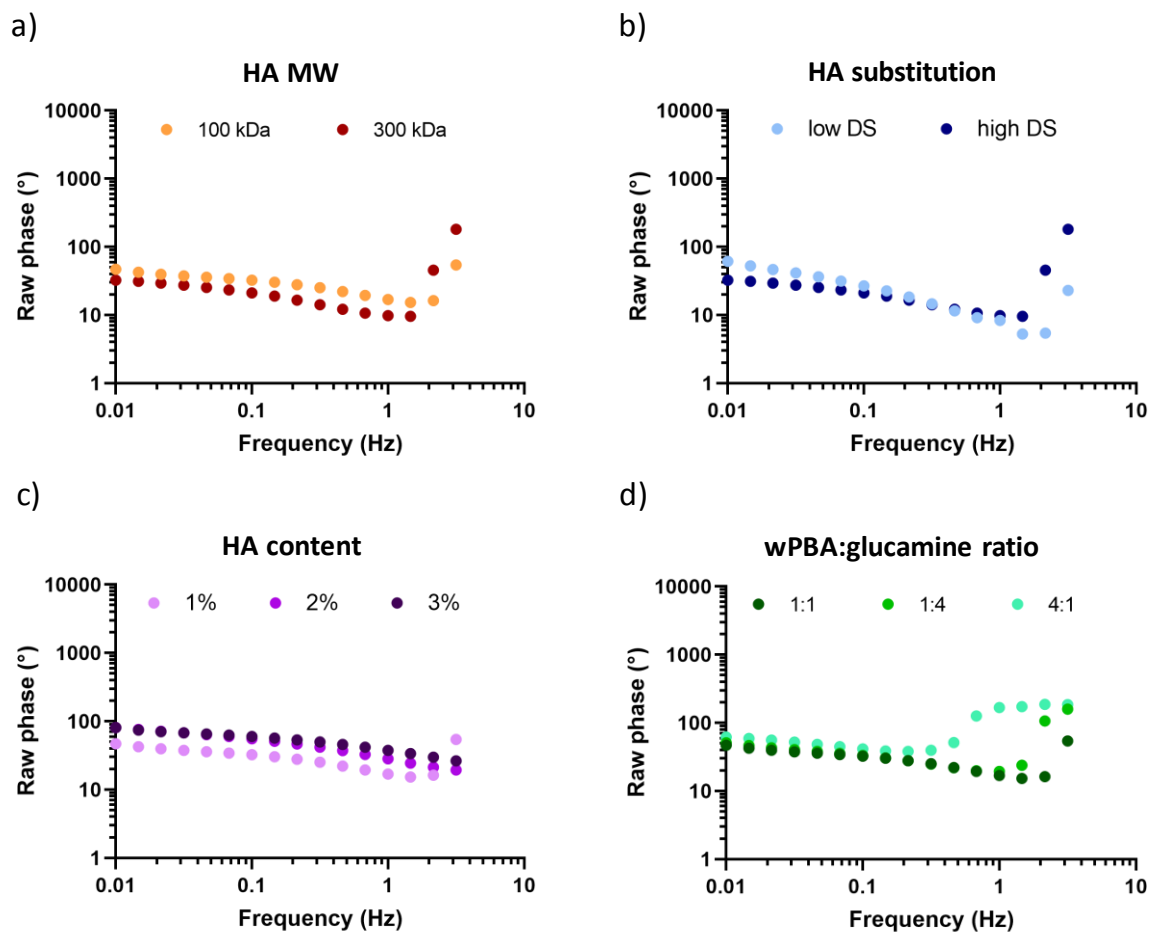 a)
HA MW
100 kDa
300 kDa
Raw phase (°)
10000
1000
100
10
1
0.01
0.1
1
10
Frequency (Hz)
b)
HA substitution
low DS
high DS
Raw phase (°)
10000
1000
100
10
1
0.01
0.1
1
10
Frequency (Hz)
c)
HA content
1%
2%
3%
Raw phase (°)
10000
1000
100
10
1
0.01
0.1
1
10
Frequency (Hz)
d)
wPBA:glucamine ratio
1:1
1:4
4:1
Raw phase (°)
10000
1000
100
10
1
0.01
0.1
1
10
Frequency (Hz)